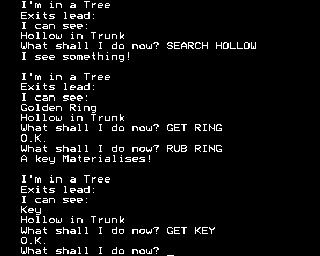 I'm in a Tree
Exits lead:
I can see:
Hollow in Trunk
What shall I do now? SEARCH HOLLOW
I see something!
I'm in a Tree
Exits lead:
I can see:
Golden Ring
Hollow in Trunk
What shall I do now? GET RING
O.K.
What shall I do now? RUB RING
A key Materialises!
I'm in a Tree
Exits lead:
I can see:
Key
Hollow in Trunk
What shall I do now? GET KEY
O.K.
What shall I do now? _